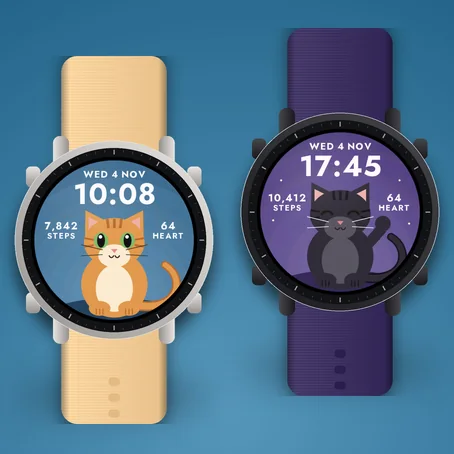 WED 4 NOV
10:08
7,842
STEPS
64
HEART
WED 4 NOV
17:45
10,412
STEPS
64
HEART